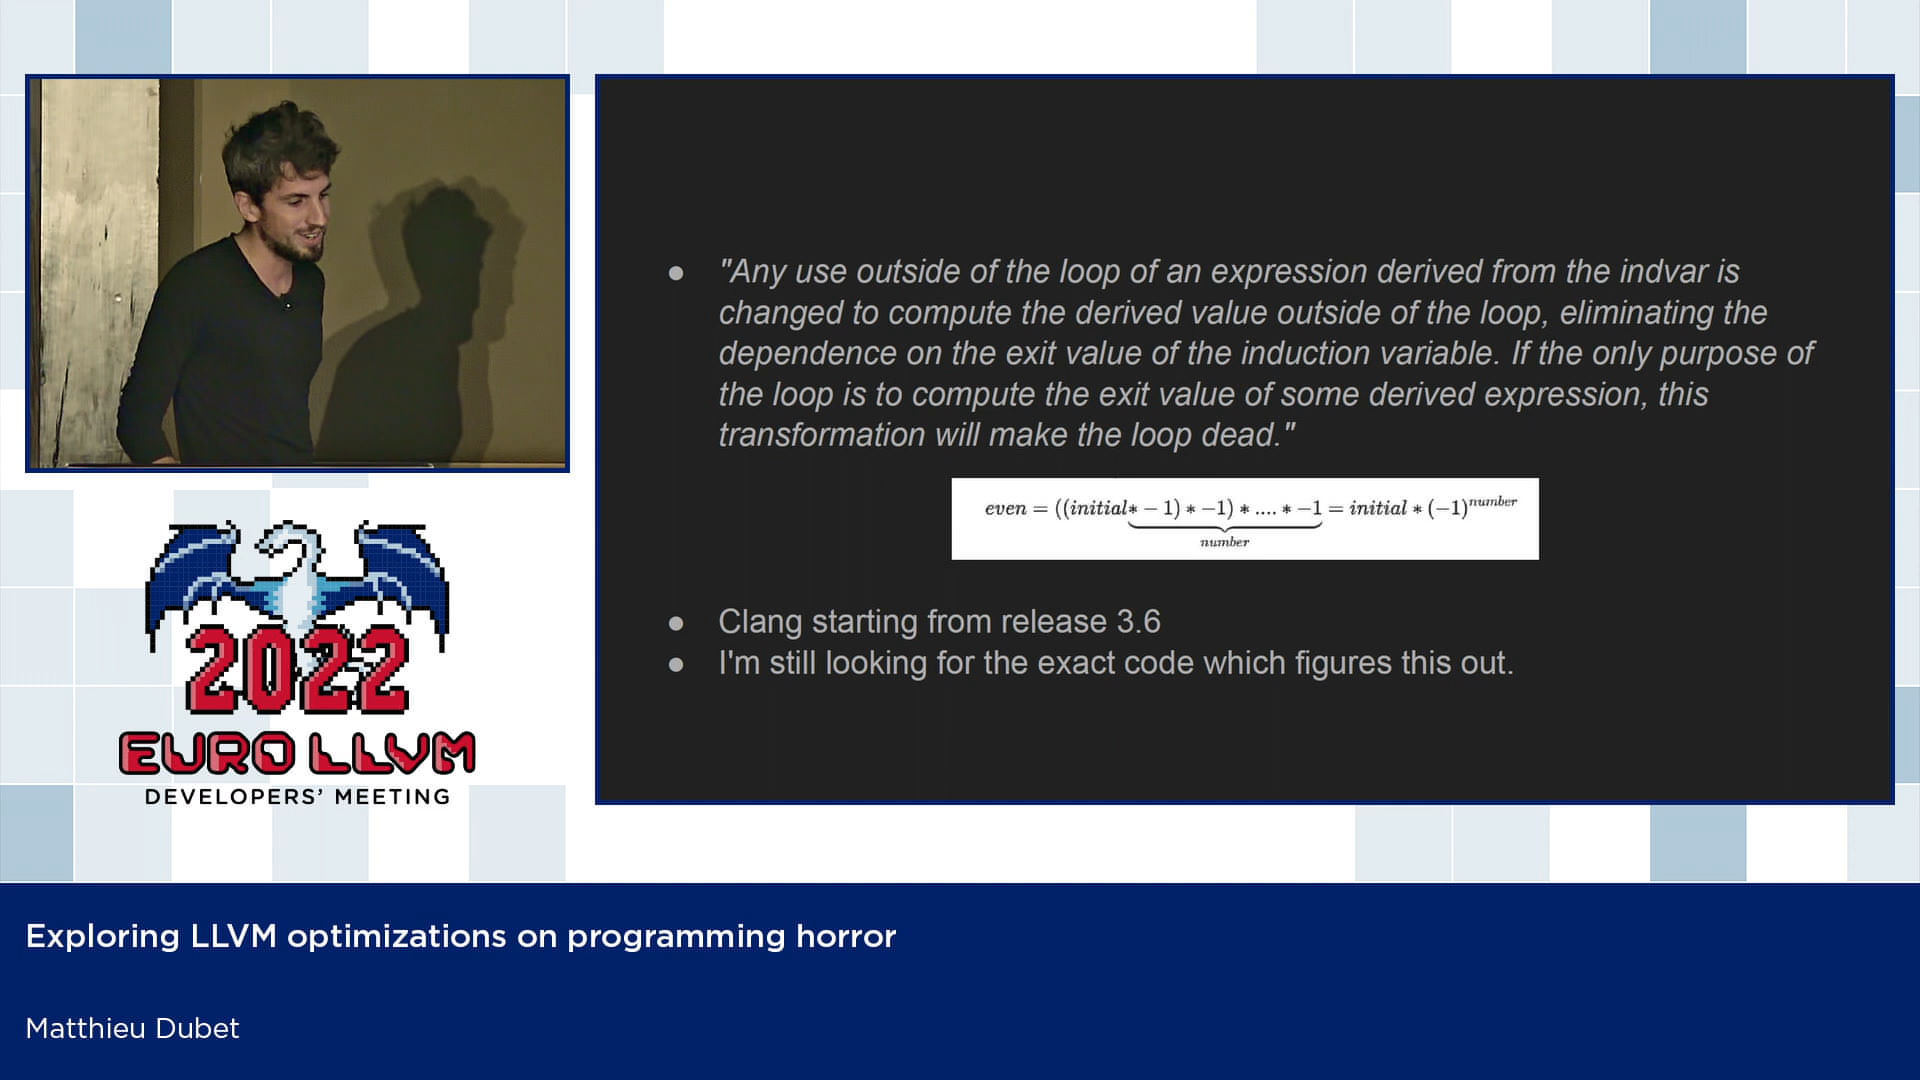 ● "Any use outside of the loop of an expression derived from the indvar is
changed to compute the derived value outside of the loop, eliminating the
dependence on the exit value of the induction variable. If the only purpose of
the loop is to compute the exit value of some derived expression, this
transformation will make the loop dead."
even = ((initial∗ − 1) ∗ −1) ∗ .... ∗ −1 = initial ∗ (−1)^number
number
● Clang starting from release 3.6
● I'm still looking for the exact code which figures this out.
2022
EURO LLVM
DEVELOPERS' MEETING
Exploring LLVM optimizations on programming horror
Matthieu Dubet